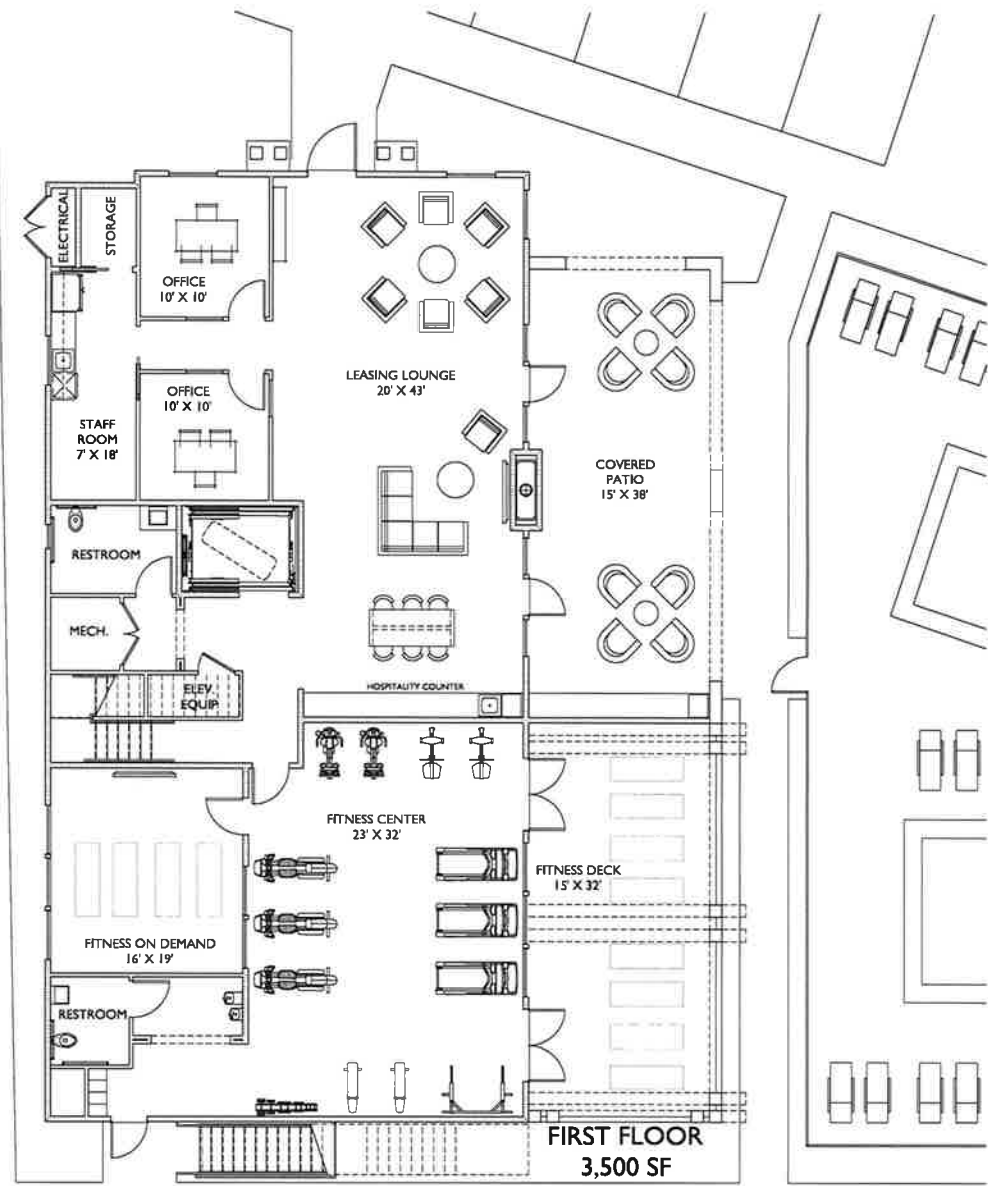 ELECTRICAL
STORAGE
OFFICE
10' X 10'
LEASING LOUNGE
20' X 43'
OFFICE
10' X 10'
STAFF
ROOM
7' X 18'
COVERED
PATIO
15' X 38'
RESTROOM
MECH.
ELEV.
EQUIP.
HOSPITALITY COUNTER
FITNESS CENTER
23' X 32'
FITNESS DECK
15' X 32'
FITNESS ON DEMAND
16' X 19'
RESTROOM
FIRST FLOOR
3,500 SF